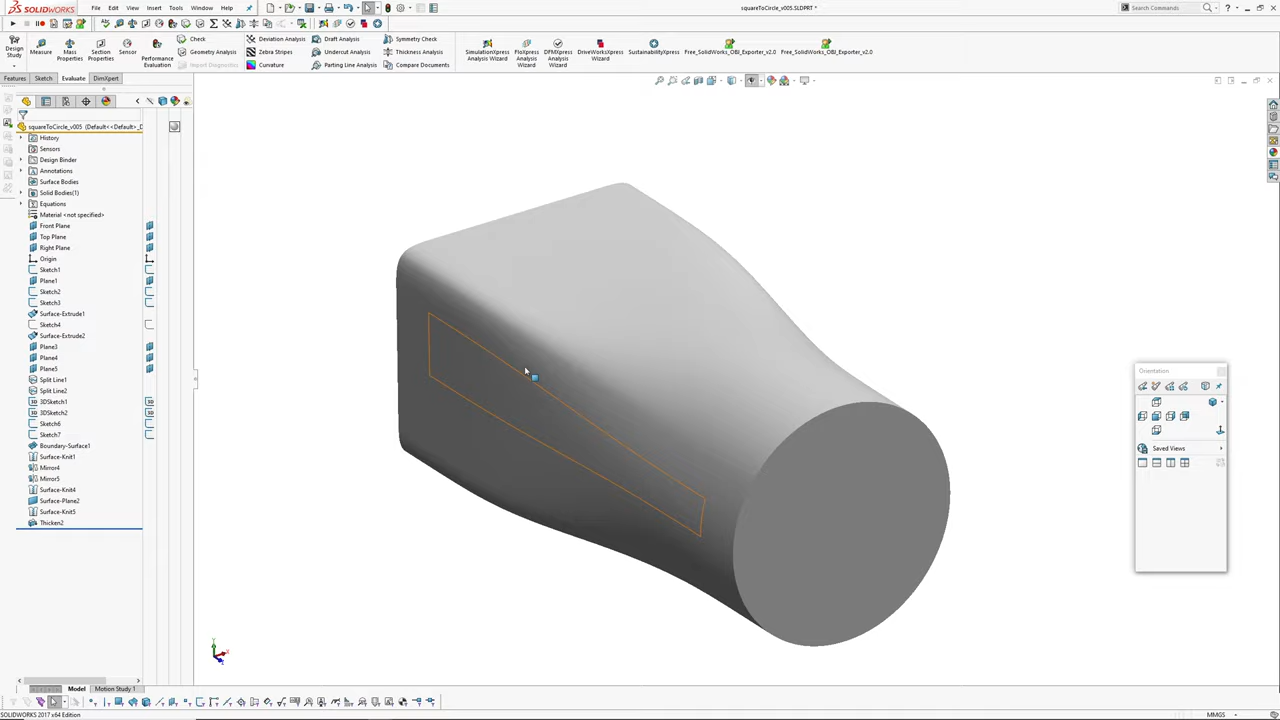 SOLIDWORKS File Edit View Insert Tools Window Help squareToCircle_v005.SLDPRT * Search Commands
Design Study Measure Mass Properties Section Properties Sensor Performance Evaluation
Check Deviation Analysis Draft Analysis Symmetry Check
Geometry Analysis Zebra Stripes Undercut Analysis Thickness Analysis
Import Diagnostics Curvature Parting Line Analysis Compare Documents
SimulationXpress Analysis Wizard FloXpress Analysis Wizard DFMXpress Analysis Wizard DriveWorksXpress Wizard SustainabilityXpress Free_SolidWorks_OBJ_Exporter_v2.0 Free_SolidWorks_OBJ_Exporter_v2.0
Features Sketch Evaluate DimXpert
squareToCircle_v005 (Default<<Default>_D
History
Sensors
Design Binder
Annotations
Surface Bodies
Solid Bodies(1)
Equations
Material <not specified>
Front Plane
Top Plane
Right Plane
Origin
Sketch1
Plane1
Sketch2
Sketch3
Surface-Extrude1
Sketch4
Surface-Extrude2
Plane3
Plane4
Plane5
Split Line1
Split Line2
3DSketch1
3DSketch2
Sketch6
Sketch7
Boundary-Surface1
Surface-Knit1
Mirror4
Mirror5
Surface-Knit4
Surface-Plane2
Surface-Knit5
Thicken2
Orientation
Saved Views
Model Motion Study 1
SOLIDWORKS 2017 x64 Edition MMGS